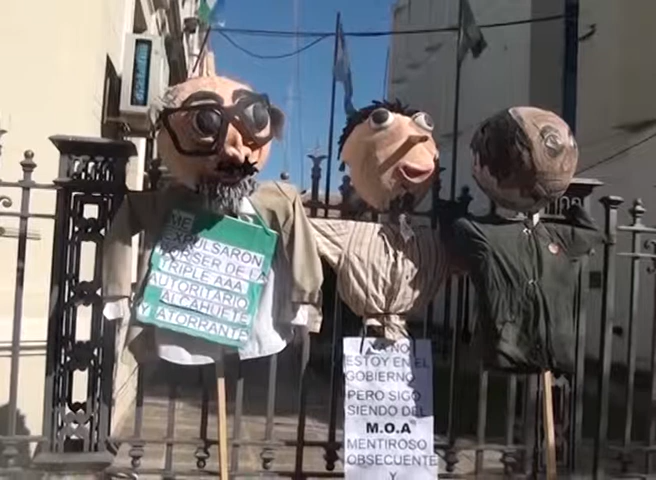 ME
EXPULSARON
X SER DE LA
TRIPLE AAA
AUTORITARIO
ALCAHUETE
Y ATORRANTE
YA NO
ESTOY EN EL
GOBIERNO
PERO SIGO
SIENDO DEL
M.O.A
MENTIROSO
OBSECUENTE
Y